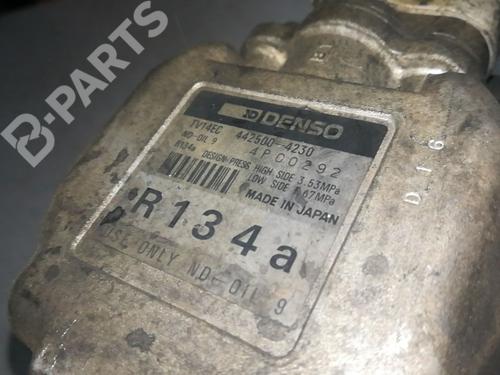 B-PARTS
DENSO
TV14EC 442500-4230
ND-OIL 9 4PC0292
R134a DESIGN-PRESS HIGH SIDE 3.53MPa
LOW SIDE 1.67MPa
MADE IN JAPAN
R134a
USE ONLY ND-OIL 9
D16